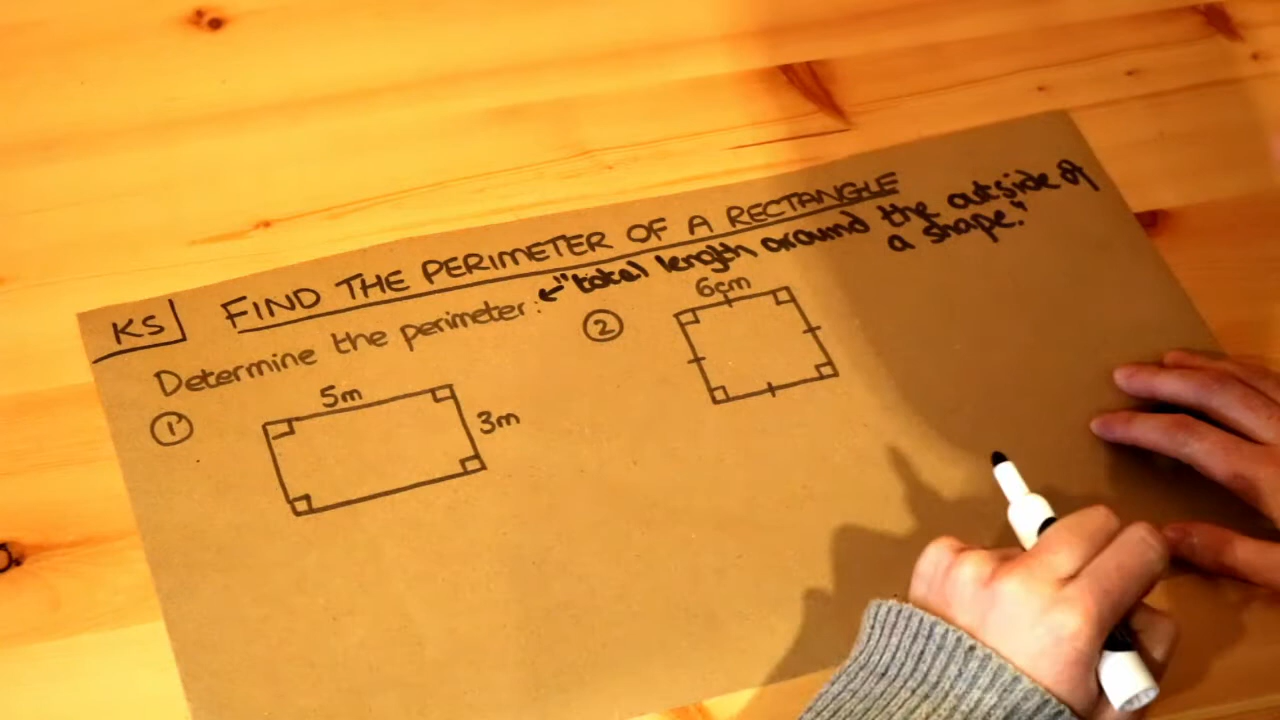 KS
FIND THE PERIMETER OF A RECTANGLE
Determine the perimeter: ← "total length around the outside of
a shape."
1
5m
3m
2
6cm